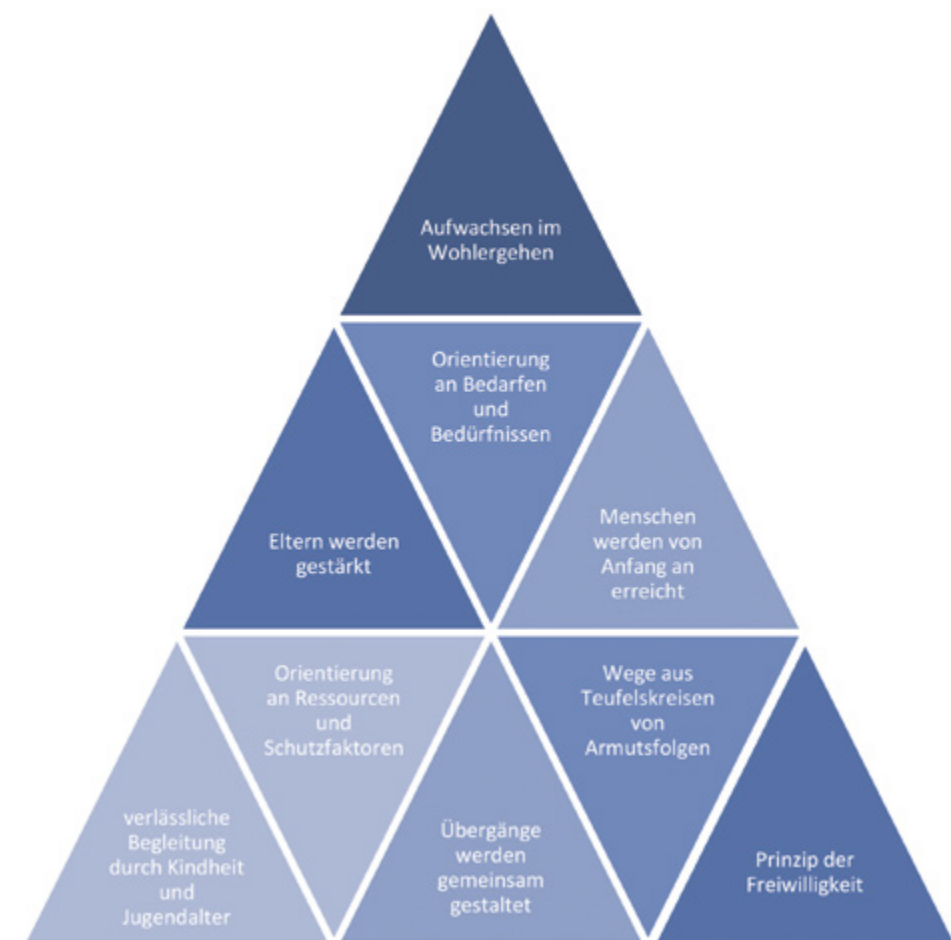 Aufwachsen im
Wohlergehen
Orientierung
an Bedarfen
und
Bedürfnissen
Eltern werden
gestärkt
Menschen
werden von
Anfang an
erreicht
Orientierung
an Ressourcen
und
Schutzfaktoren
Wege aus
Teufelskreisen
von
Armutsfolgen
verlässliche
Begleitung
durch Kindheit
und
Jugendalter
Übergänge
werden
gemeinsam
gestaltet
Prinzip der
Freiwilligkeit